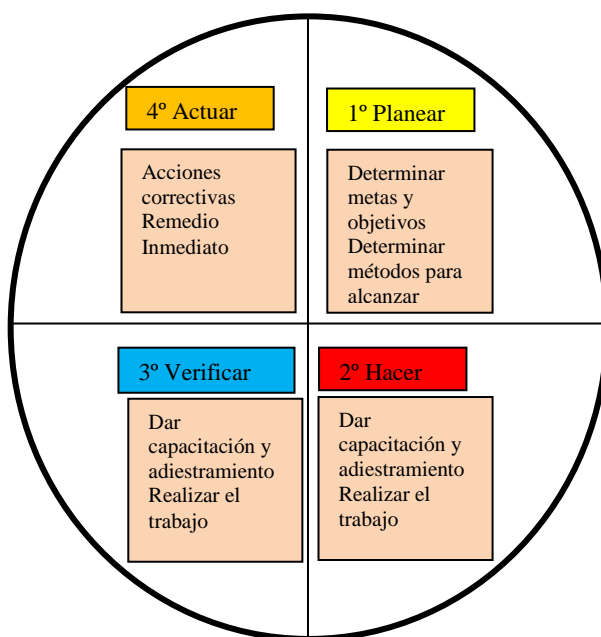 4º Actuar
Acciones
correctivas
Remedio
Inmediato
1º Planear
Determinar
metas y
objetivos
Determinar
métodos para
alcanzar
3º Verificar
Dar
capacitación y
adiestramiento
Realizar el
trabajo
2º Hacer
Dar
capacitación y
adiestramiento
Realizar el
trabajo